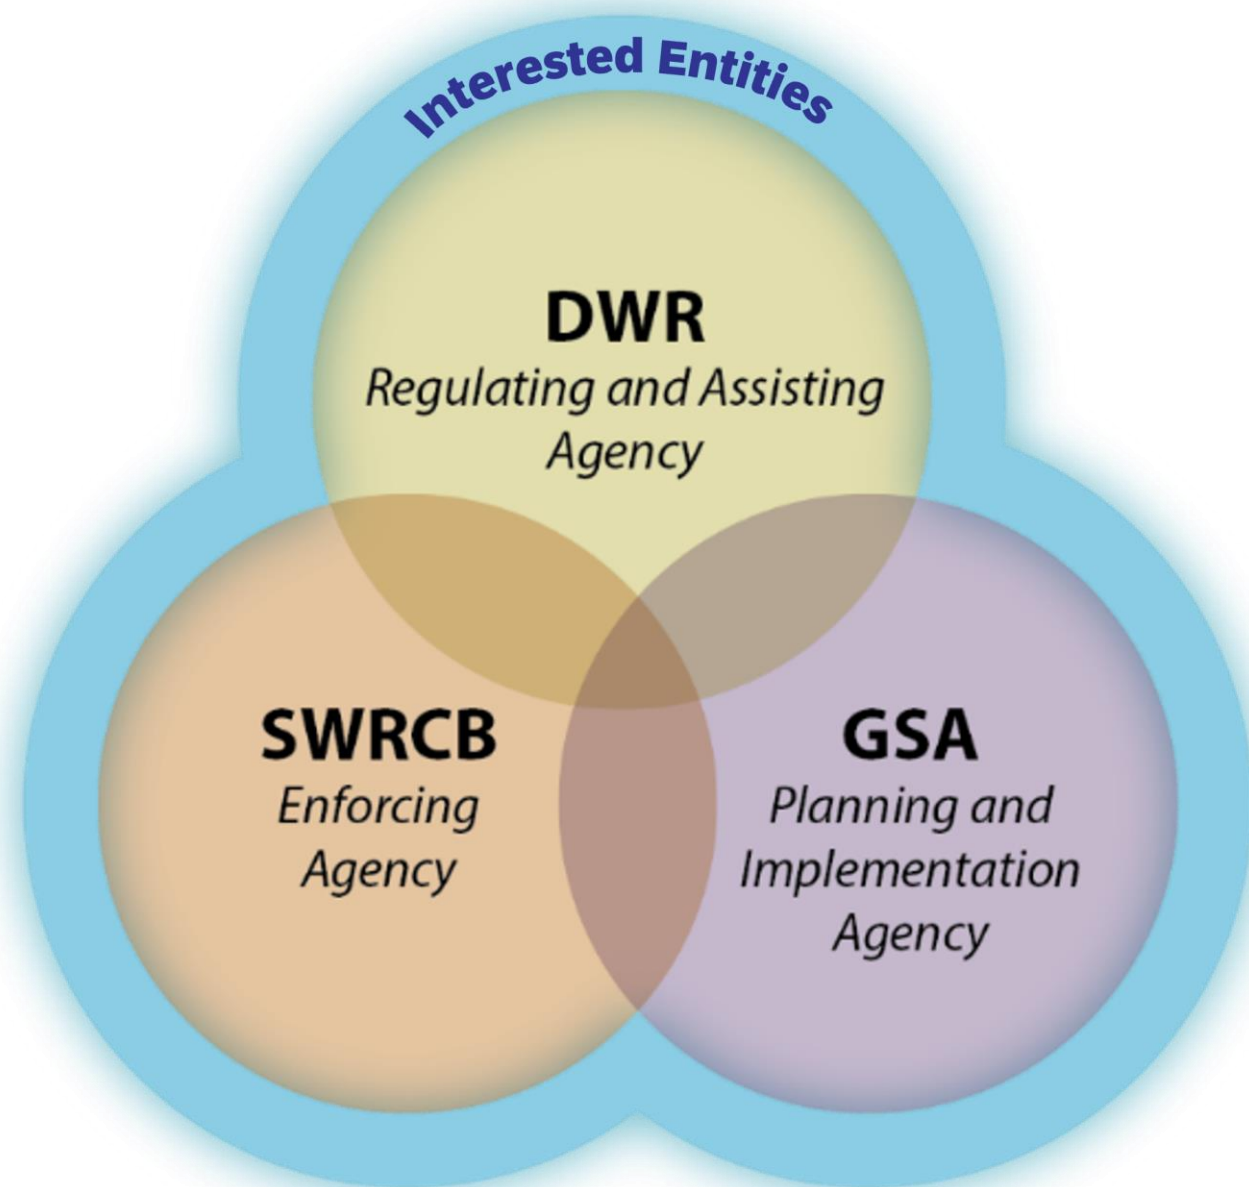 Interested Entities
DWR
Regulating and Assisting
Agency
SWRCB
Enforcing
Agency
GSA
Planning and
Implementation
Agency